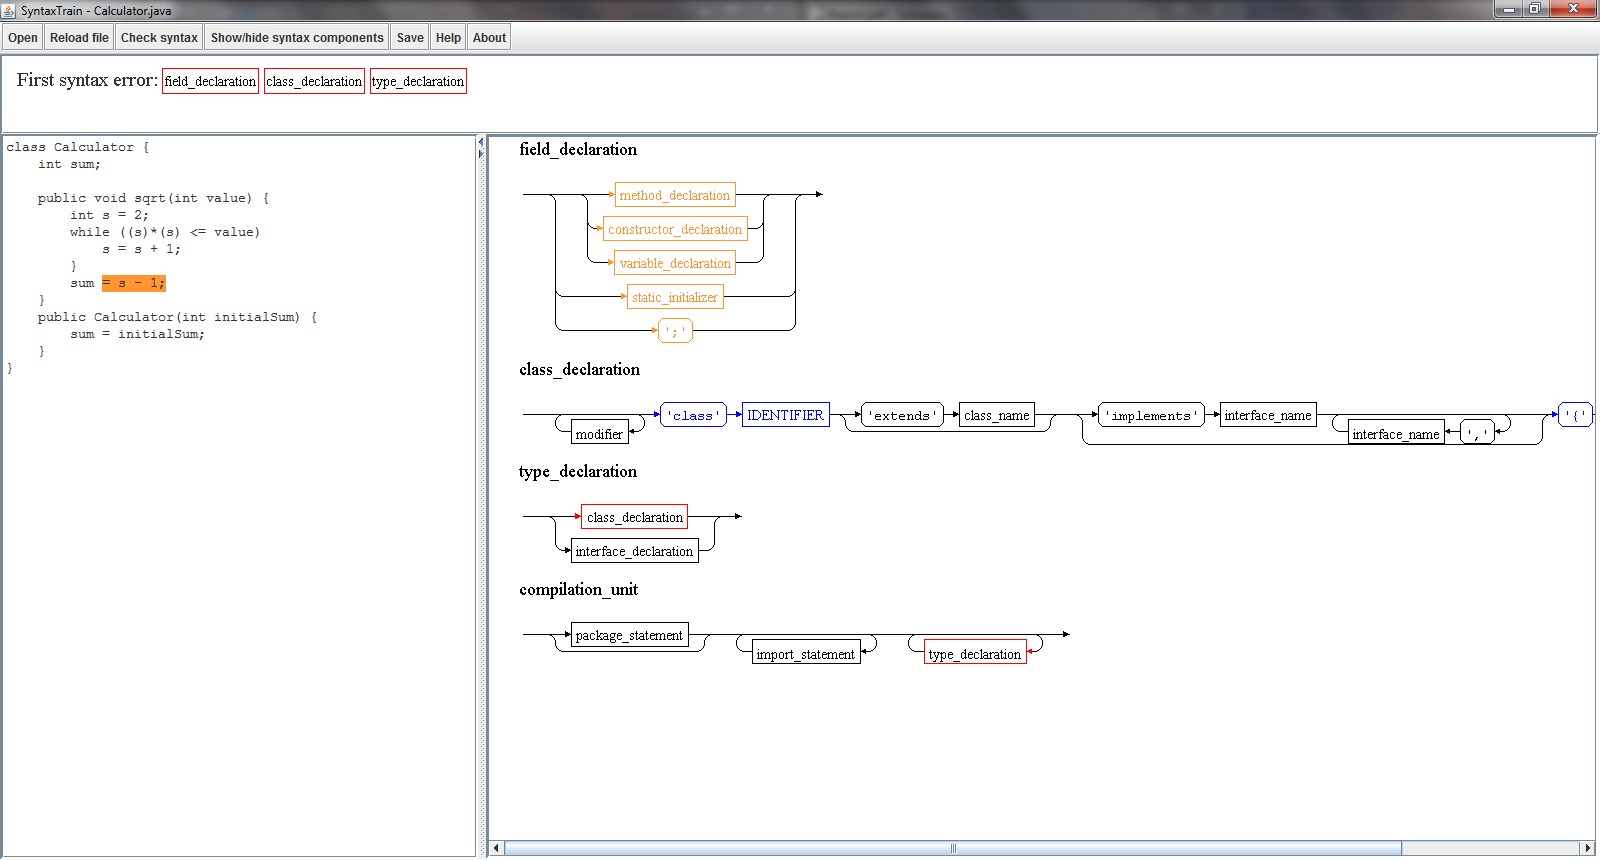 SyntaxTrain - Calculator.java
Open Reload file Check syntax Show/hide syntax components Save Help About
First syntax error: field_declaration class_declaration type_declaration
class Calculator {
    int sum;

    public void sqrt(int value) {
        int s = 2;
        while ((s)*(s) <= value)
            s = s + 1;
        }
        sum = s - 1;
    }
    public Calculator(int initialSum) {
        sum = initialSum;
    }
}
field_declaration
method_declaration
constructor_declaration
variable_declaration
static_initializer
';'
class_declaration
'class' IDENTIFIER 'extends' class_name 'implements' interface_name '{'
modifier interface_name ','
type_declaration
class_declaration
interface_declaration
compilation_unit
package_statement
import_statement type_declaration